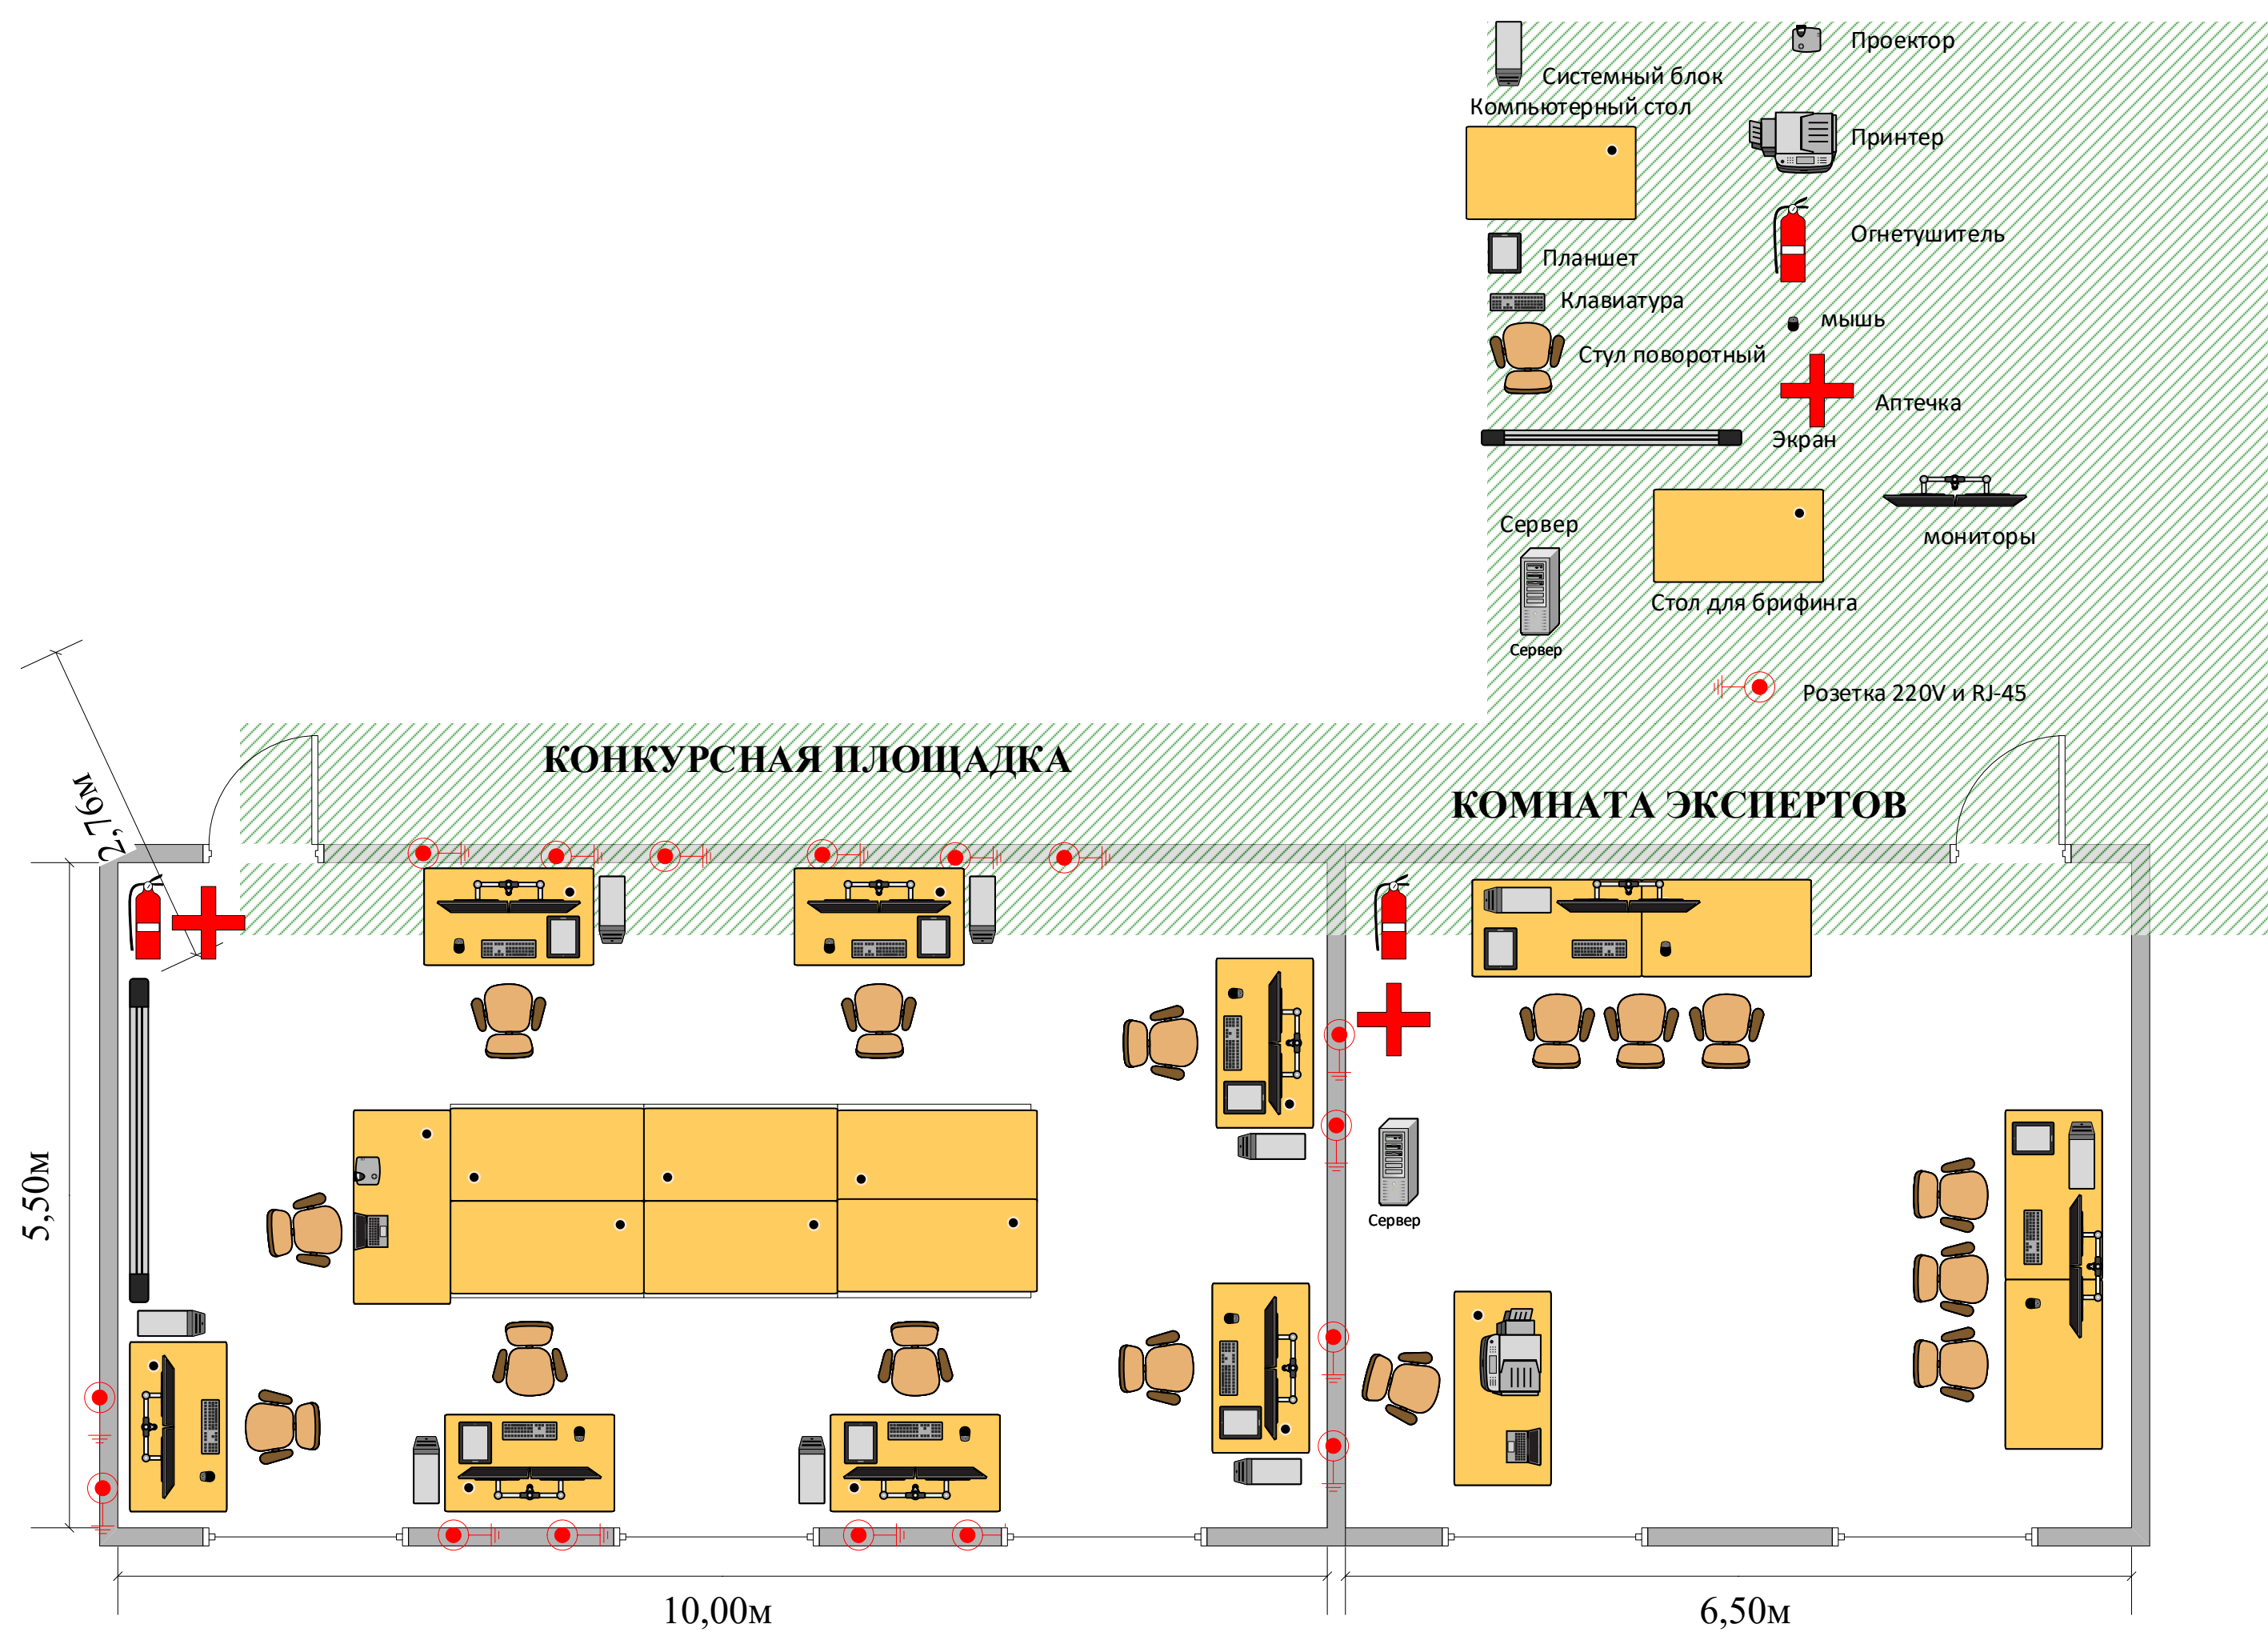 Проектор
Системный блок
Компьютерный стол
Принтер
Огнетушитель
Планшет
Клавиатура
мышь
Стул поворотный
Аптечка
Экран
Сервер
мониторы
Стол для брифинга
Сервер
Розетка 220V и RJ-45
КОНКУРСНАЯ ПЛОЩАДКА
КОМНАТА ЭКСПЕРТОВ
2,76м
5,50м
Сервер
10,00м
6,50м